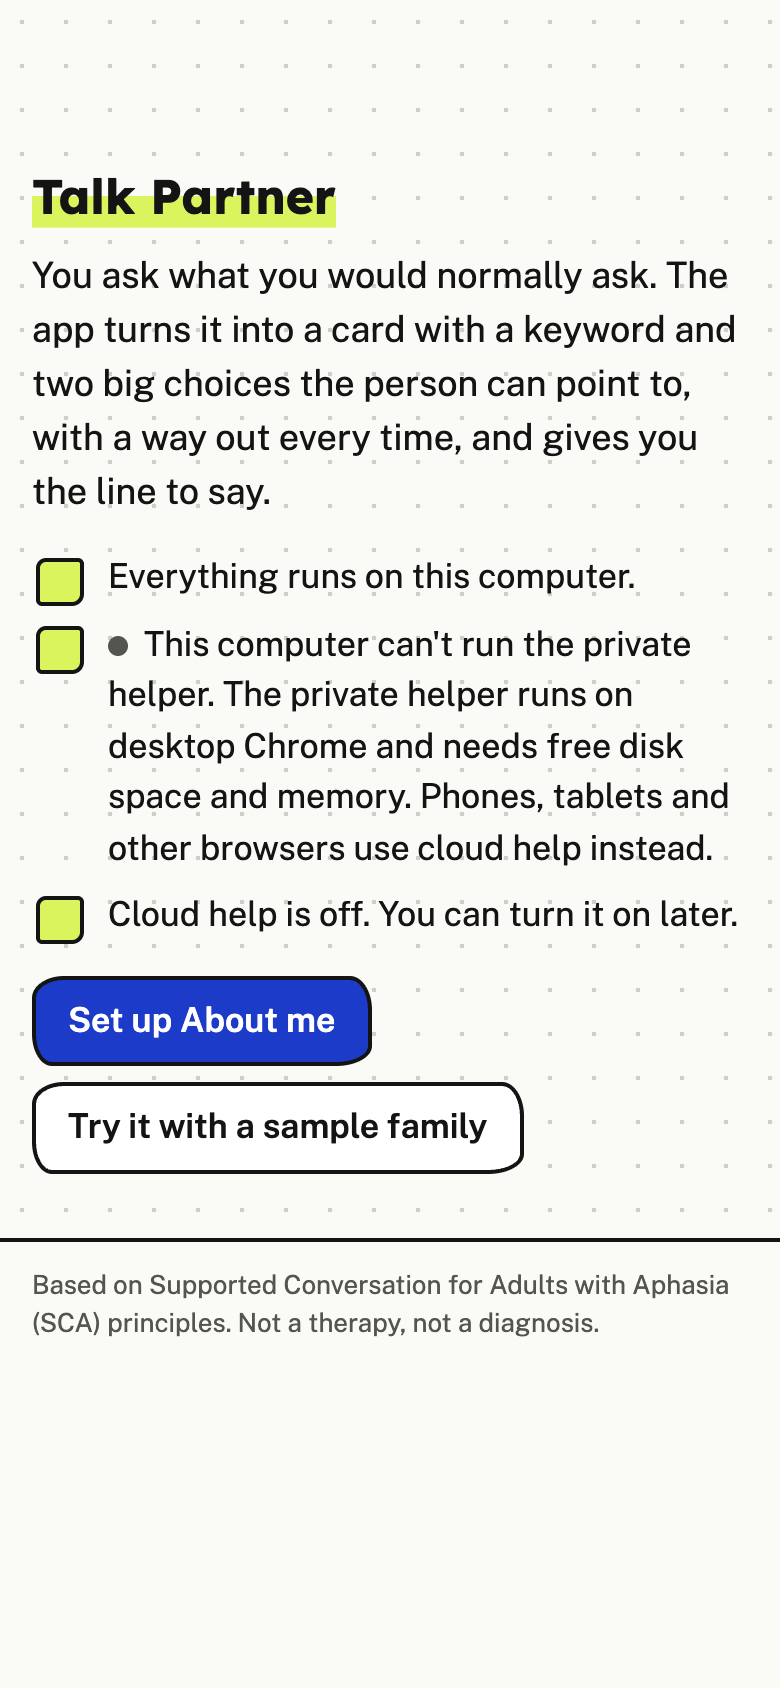 Talk Partner
You ask what you would normally ask. The
app turns it into a card with a keyword and
two big choices the person can point to,
with a way out every time, and gives you
the line to say.
Everything runs on this computer.
This computer can't run the private
helper. The private helper runs on
desktop Chrome and needs free disk
space and memory. Phones, tablets and
other browsers use cloud help instead.
Cloud help is off. You can turn it on later.
Set up About me
Try it with a sample family
Based on Supported Conversation for Adults with Aphasia
(SCA) principles. Not a therapy, not a diagnosis.